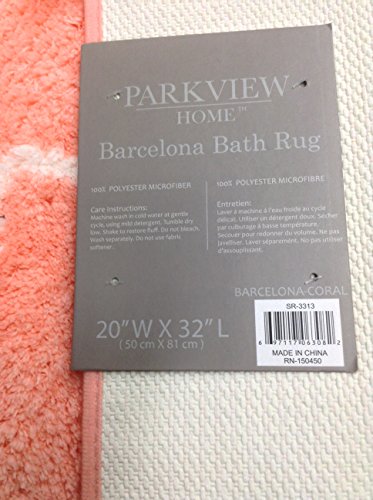 PARKVIEW
HOME™
Barcelona Bath Rug
100% POLYESTER MICROFIBER
Care Instructions:
Machine wash in cold water at gentle
cycle, using mild detergent. Tumble dry
low. Shake to restore fluff. Do not bleach.
Wash separately. Do not use fabric
softener.
100% POLYESTER MICROFIBRE
Entretien:
Laver à machine à l'eau froide au cycle
délicat. Utiliser un détergent doux. Sécher
par culbutage à basse température.
Secouer pour redonner du volume. Ne pas
javelliser. Laver séparément. Ne pas utiliser
d'assouplissant.
BARCELONA-CORAL
20"W X 32"L
(50 cm X 81 cm)
SR-3313
6 97117 06308 2
MADE IN CHINA
RN-150450